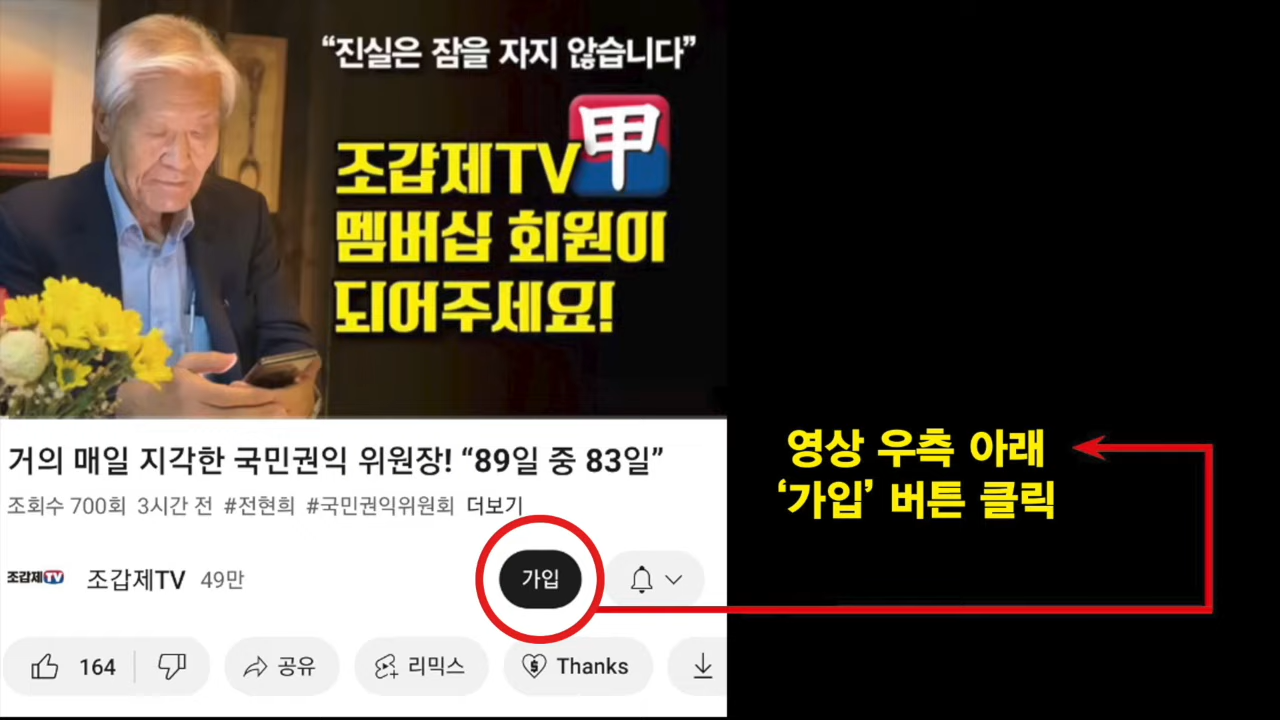 “진실은 잠을 자지 않습니다”
甲
조갑제TV
멤버십 회원이
되어주세요!
거의 매일 지각한 국민권익 위원장! “89일 중 83일”
조회수 700회 3시간 전 #전현희 #국민권익위원회 더보기
조갑제TV 조갑제TV 49만 가입
164 공유 리믹스 Thanks
영상 우측 아래
‘가입’ 버튼 클릭